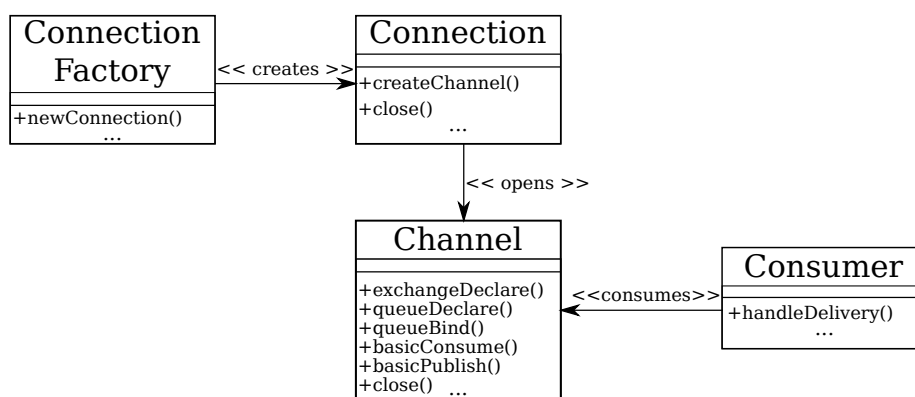 Connection
Factory
+newConnection()
...
<< creates >>
Connection
+createChannel()
+close()
...
<< opens >>
Channel
+exchangeDeclare()
+queueDeclare()
+queueBind()
+basicConsume()
+basicPublish()
+close()
...
<<consumes>>
Consumer
+handleDelivery()
...